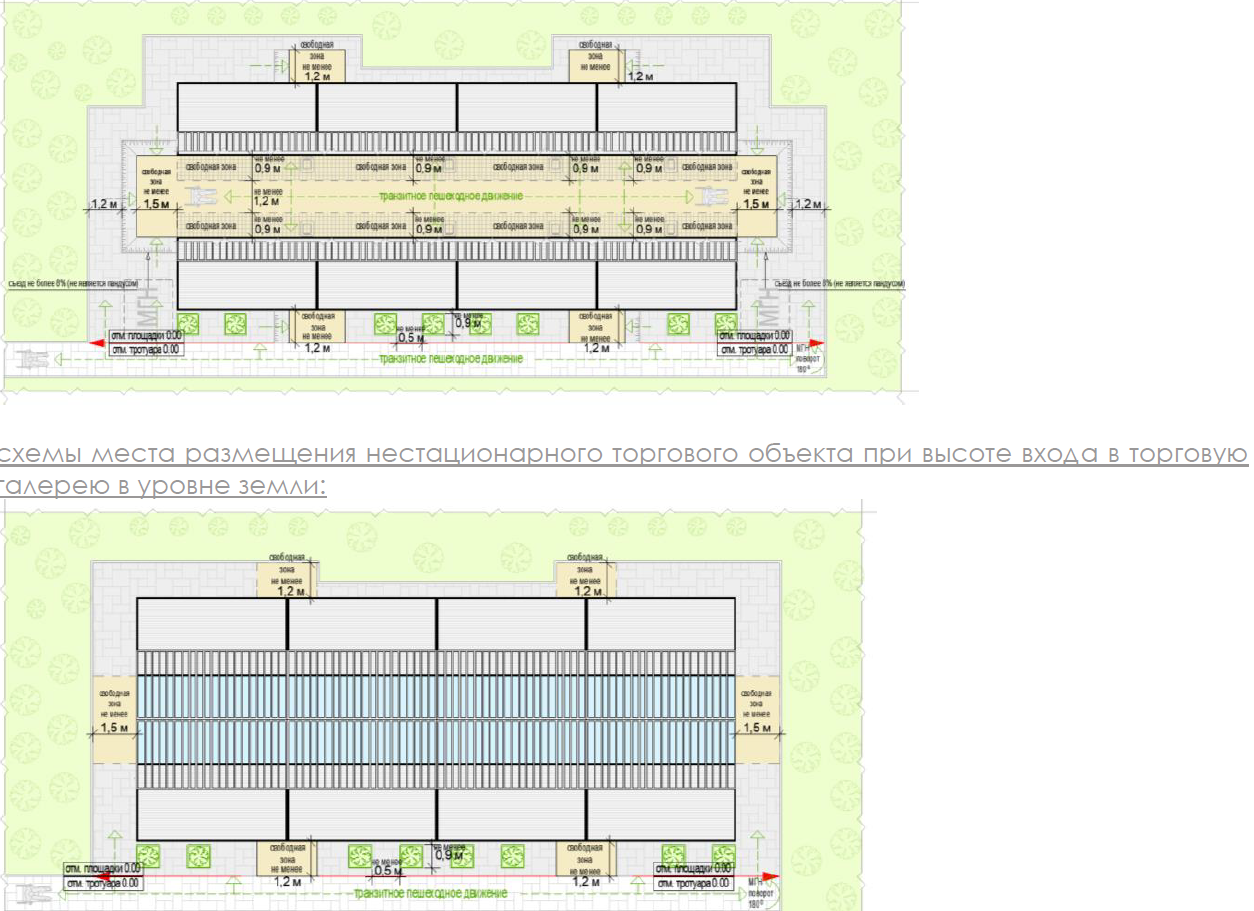 свободная
зона
не менее
1,2 м
свободная
зона
не менее
1,2 м
свободная зона
не менее
0,9 м
свободная зона
не менее
0,9 м
свободная зона
не менее
0,9 м
не менее
0,9 м
свободная зона
свободная
зона
не менее
1,5 м
1,2 м
не менее
1,2 м
транзитное пешеходное движение
свободная
зона
не менее
1,5 м
1,2 м
свободная зона
не менее
0,9 м
свободная зона
не менее
0,9 м
свободная зона
не менее
0,9 м
не менее
0,9 м
свободная зона
съезд не более 8% (не является пандусом)
съезд не более 8% (не является пандусом)
МГН
МГН
свободная
зона
не менее
1,2 м
не менее
0,5 м
не менее
0,9 м
свободная
зона
не менее
1,2 м
отм. площадки 0.00
отм. тротуара 0.00
отм. площадки 0.00
отм. тротуара 0.00
транзитное пешеходное движение
МГН
поворот
180°
схемы места размещения нестационарного торгового объекта при высоте входа в торговую
галерею в уровне земли:
свободная
зона
не менее
1,2 м
свободная
зона
не менее
1,2 м
свободная
зона
не менее
1,5 м
свободная
зона
не менее
1,5 м
свободная
зона
не менее
1,2 м
не менее
0,5 м
не менее
0,9 м
свободная
зона
не менее
1,2 м
отм. площадки 0.00
отм. тротуара 0.00
отм. площадки 0.00
отм. тротуара 0.00
транзитное пешеходное движение
МГН
поворот
180°